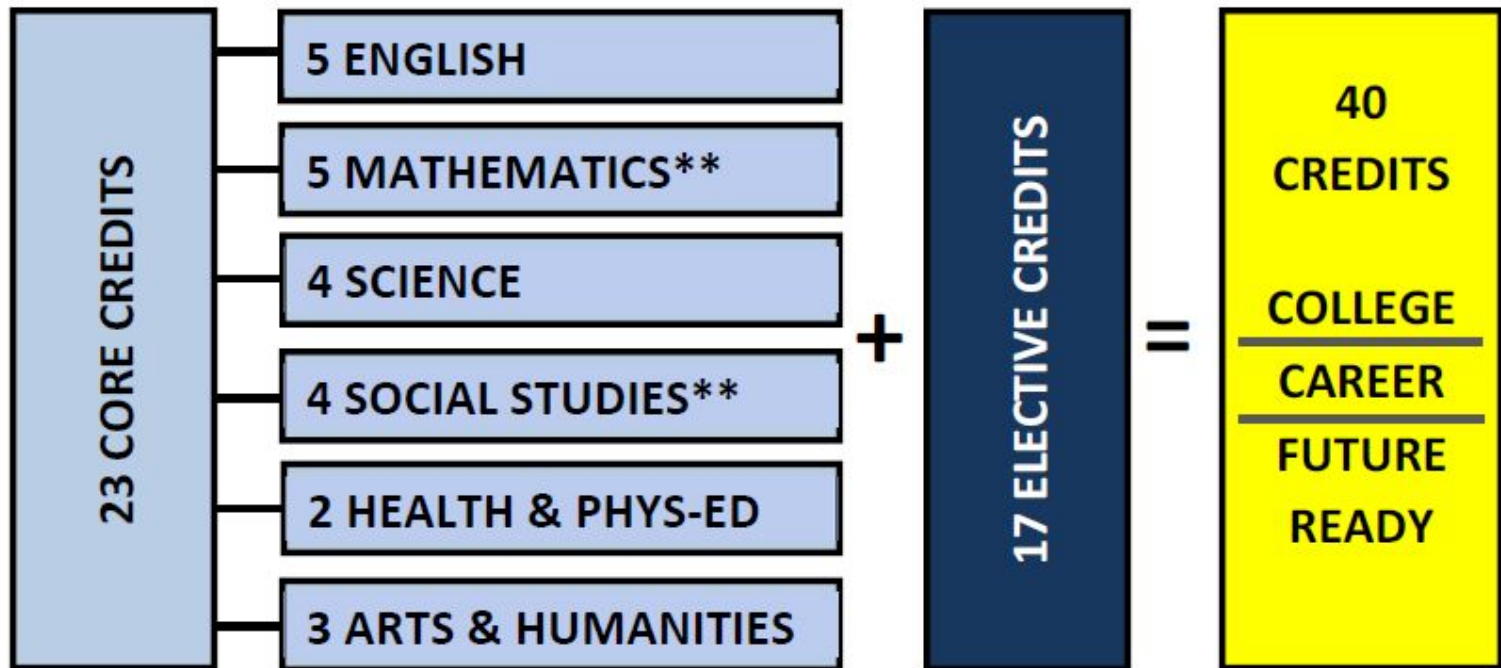 23 CORE CREDITS
5 ENGLISH
5 MATHEMATICS**
4 SCIENCE
4 SOCIAL STUDIES**
2 HEALTH & PHYS-ED
3 ARTS & HUMANITIES
+
17 ELECTIVE CREDITS
=
40
CREDITS
COLLEGE
CAREER
FUTURE
READY